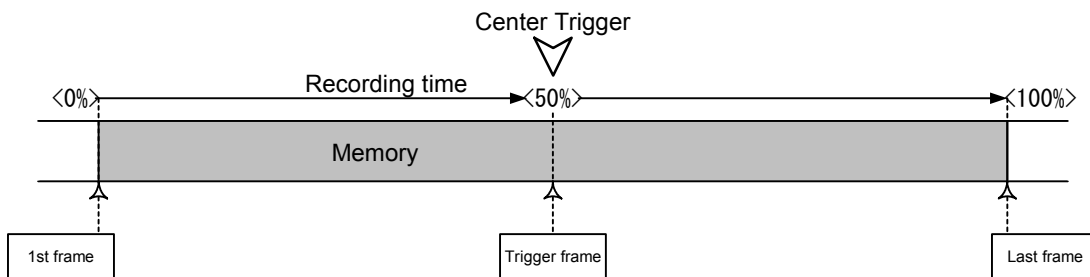 Center Trigger
Recording time
<0%> <50%> <100%>
Memory
1st frame Trigger frame Last frame